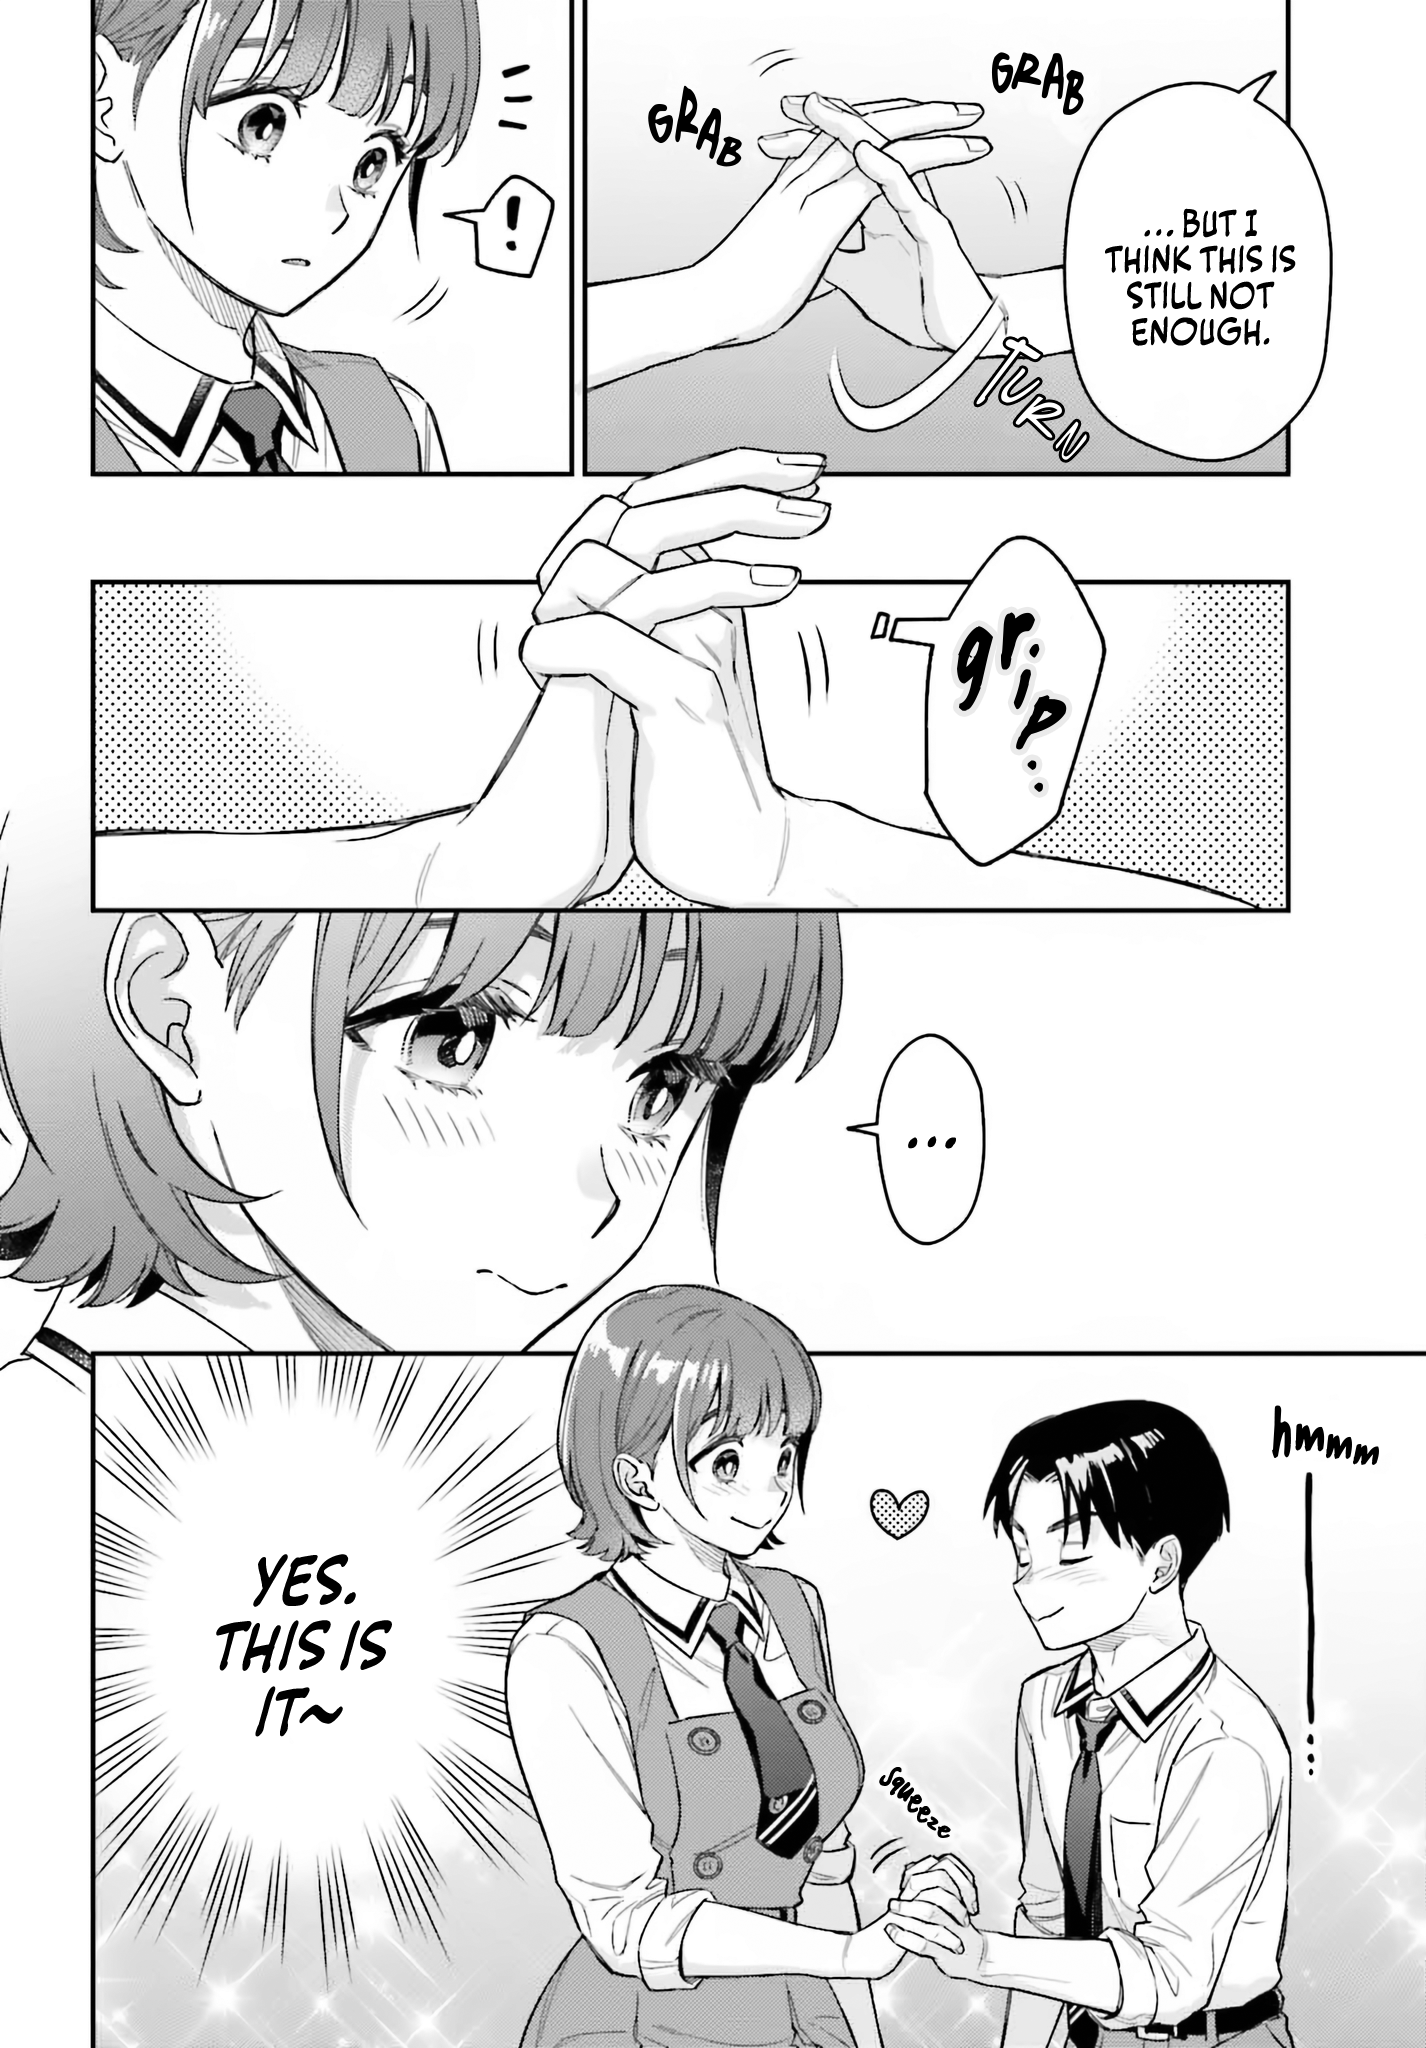 ... BUT I
THINK THIS IS
STILL NOT
ENOUGH.
GRAB
GRAB
TURN
!
grip...
...
hmmm
YES.
THIS IS
IT~
squeeze